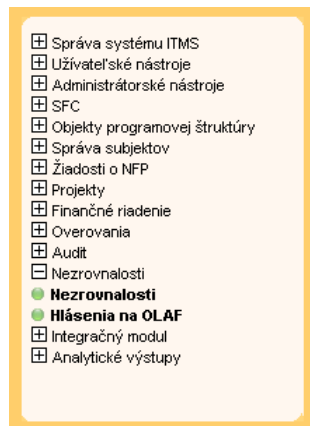 Správa systému ITMS
Užívateľské nástroje
Administrátorské nástroje
SFC
Objekty programovej štruktúry
Správa subjektov
Žiadosti o NFP
Projekty
Finančné riadenie
Overovania
Audit
Nezrovnalosti
Nezrovnalosti
Hlásenia na OLAF
Integračný modul
Analytické výstupy